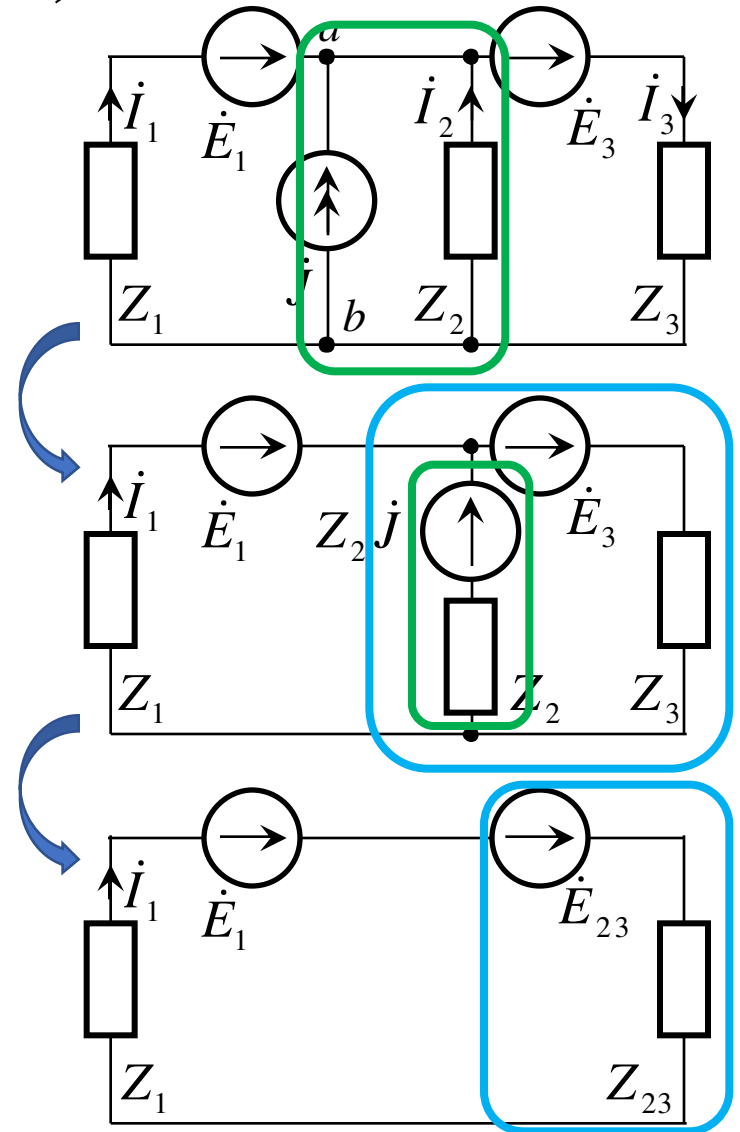 a
İ₁ Ė₁ İ₂ Ė₃ İ₃
J̇
Z₁ b Z₂ Z₃
İ₁ Ė₁ Z₂J̇ Ė₃
Z₁ Z₂ Z₃
İ₁ Ė₁ Ė₂₃
Z₁ Z₂₃